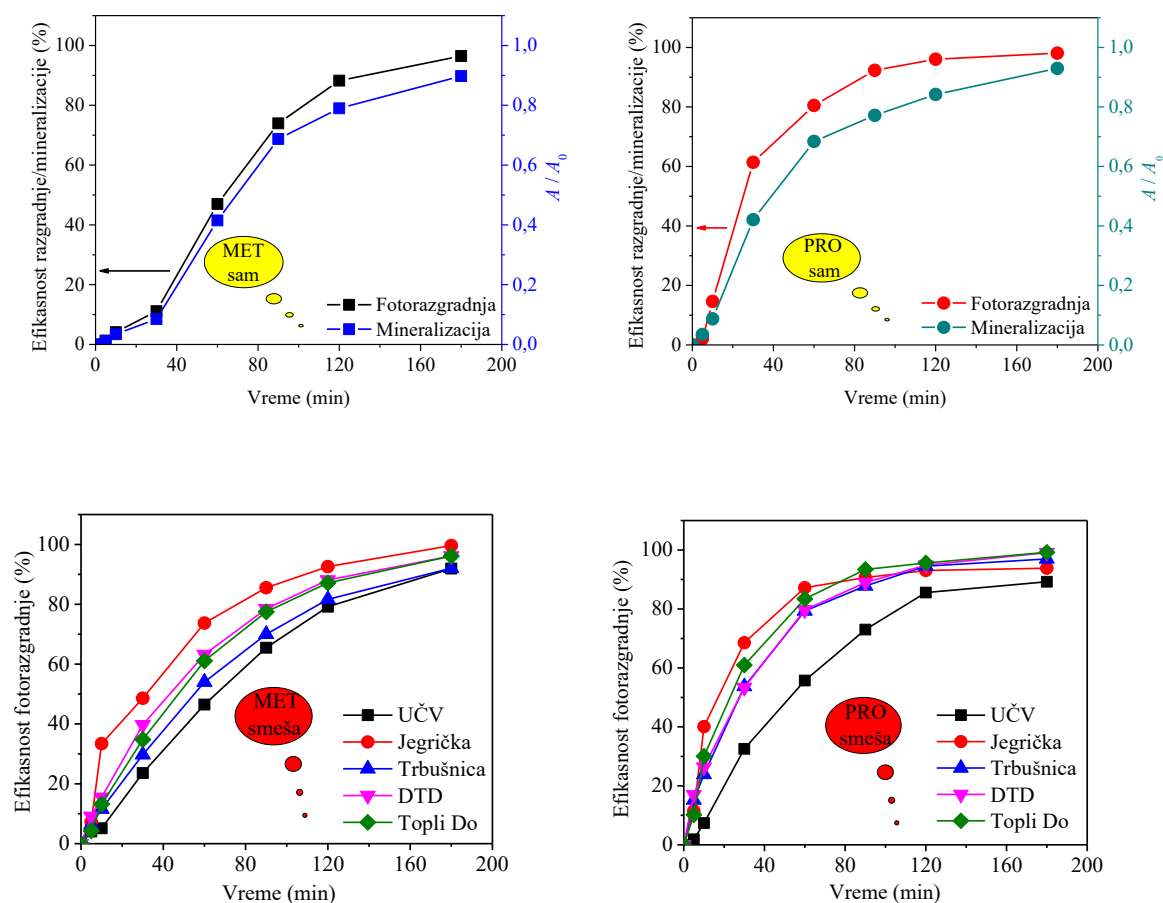 Efikasnost razgradnje/mineralizacije (%)
100
80
60
40
20
0
1,0
0,8
0,6
0,4
0,2
0,0
A / A0
MET
sam
Fotorazgradnja
Mineralizacija
0 40 80 120 160 200
Vreme (min)
Efikasnost razgradnje/mineralizacije (%)
100
80
60
40
20
0
1,0
0,8
0,6
0,4
0,2
0,0
A / A0
PRO
sam
Fotorazgradnja
Mineralizacija
0 40 80 120 160 200
Vreme (min)
Efikasnost fotorazgradnje (%)
100
80
60
40
20
0
MET
smeša
UČV
Jegrička
Trbušnica
DTD
Topli Do
0 40 80 120 160 200
Vreme (min)
Efikasnost fotorazgradnje (%)
100
80
60
40
20
0
PRO
smeša
UČV
Jegrička
Trbušnica
DTD
Topli Do
0 40 80 120 160 200
Vreme (min)